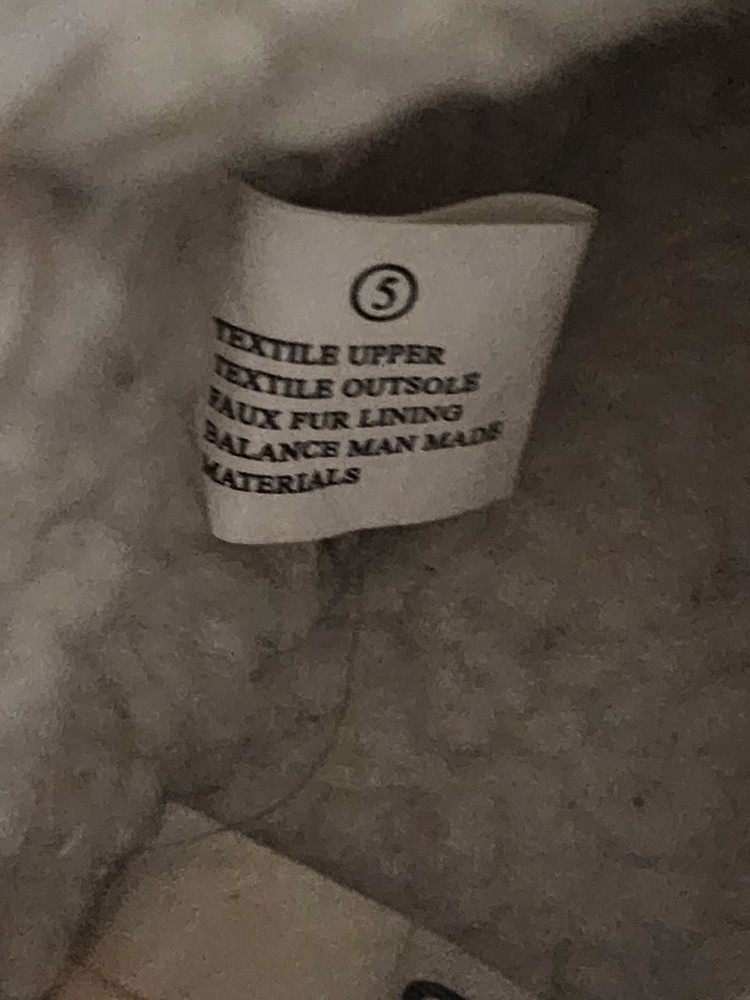 5
TEXTILE UPPER
TEXTILE OUTSOLE
FAUX FUR LINING
BALANCE MAN MADE
MATERIALS